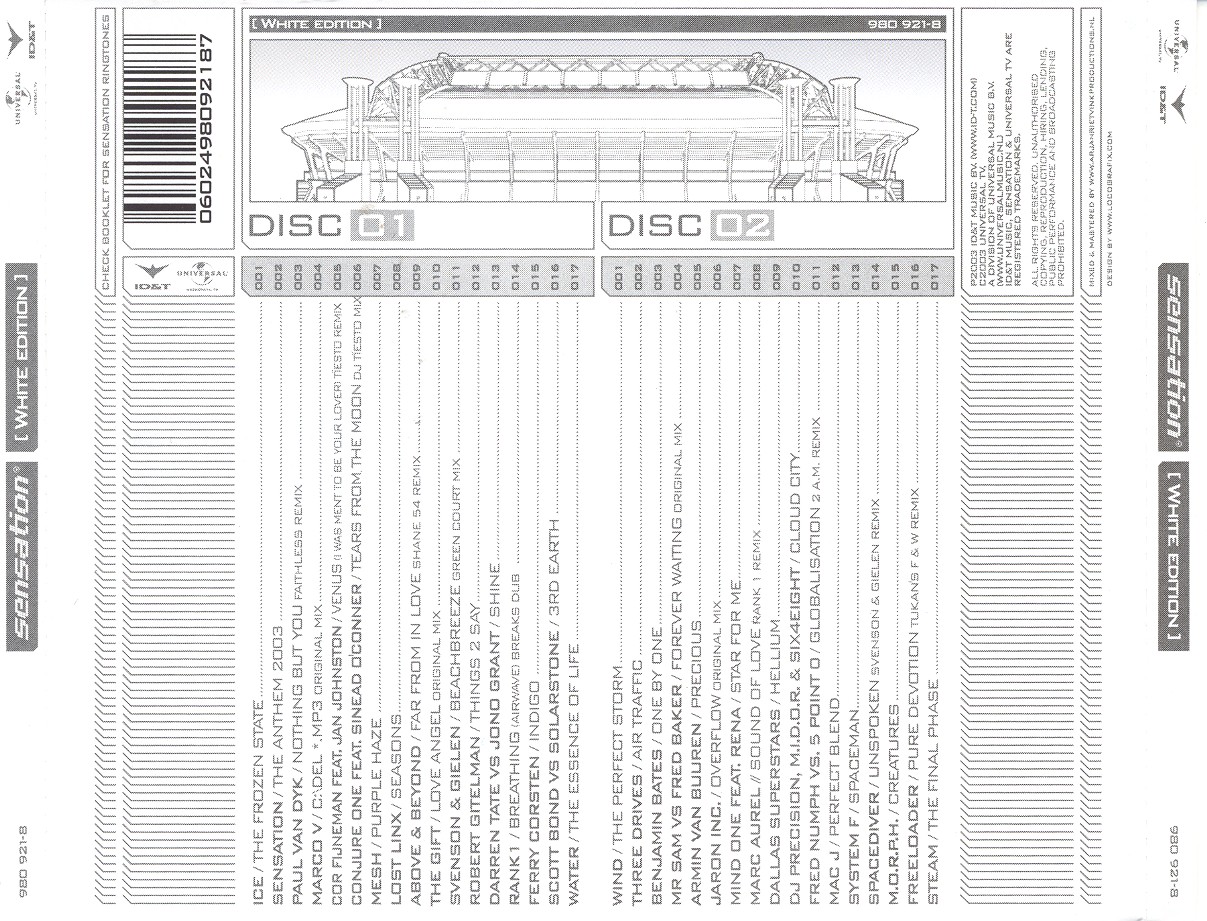 980 921-8
sensation®
[ WHITE EDITION ]
UNIVERSAL
ID&T
CHECK BOOKLET FOR SENSATION RINGTONES
0602498092187
ID&T
UNIVERSAL
[ WHITE EDITION ]
980 921-8
DISC 01
001 ICE / THE FROZEN STATE
002 SENSATION / THE ANTHEM 2003
003 PAUL VAN DYK / NOTHING BUT YOU FAITHLESS REMIX
004 MARCO V / C:\DEL *.MP3 ORIGINAL MIX
005 COR FIJNEMAN FEAT. JAN JOHNSTON / VENUS (I WAS MENT TO BE YOUR LOVER) TIESTO REMIX
006 CONJURE ONE FEAT. SINEAD O'CONNER / TEARS FROM THE MOON DJ TIESTO MIX
007 MESH / PURPLE HAZE
008 LOST LINX / SEASONS
009 ABOVE & BEYOND / FAR FROM IN LOVE SHANE 54 REMIX
010 THE GIFT / LOVE ANGEL ORIGINAL MIX
011 SVENSON & GIELEN / BEACHBREEZE GREEN COURT MIX
012 ROBERT GITELMAN / THINGS 2 SAY
013 DARREN TATE VS JONO GRANT / SHINE
014 RANK1 / BREATHING (AIRWAVE) BREAKS DUB
015 FERRY CORSTEN / INDIGO
016 SCOTT BOND VS SOLARSTONE / 3RD EARTH
017 WATER / THE ESSENCE OF LIFE
DISC 02
001 WIND / THE PERFECT STORM
002 THREE DRIVES / AIR TRAFFIC
003 BENJAMIN BATES / ONE BY ONE
004 MR SAM VS FRED BAKER / FOREVER WAITING ORIGINAL MIX
005 ARMIN VAN BUUREN / PRECIOUS
006 JARON INC. / OVERFLOW ORIGINAL MIX
007 MIND ONE FEAT. RENA / STAR FOR ME
008 MARC AUREL // SOUND OF LOVE RANK 1 REMIX
009 DALLAS SUPERSTARS / HELLIUM
010 DJ PRECISION, M.I.D.O.R. & SIX4EIGHT / CLOUD CITY
011 FRED NUMPH VS. 5 POINT O / GLOBALISATION 2 A.M. REMIX
012 MAC J / PERFECT BLEND
013 SYSTEM F / SPACEMAN
014 SPACEDIVER / UNSPOKEN SVENSON & GIELEN REMIX
015 M.O.R.P.H. / CREATURES
016 FREELOADER / PURE DEVOTION TUKAN'S F & W REMIX
017 STEAM / THE FINAL PHASE
P2003 ID&T MUSIC BV. (WWW.ID-T.COM)
C2003 UNIVERSAL TV.
A DIVISION OF UNIVERSAL MUSIC B.V.
(WWW.UNIVERSALMUSIC.NL)
ID&T MUSIC, SENSATION & UNIVERSAL TV ARE
REGISTERED TRADEMARKS.
ALL RIGHTS RESERVED, UNAUTHORISED
COPYING, REPRODUCTION, HIRING, LENDING,
PUBLIC PERFORMANCE AND BROADCASTING
PROHIBITED.
MIXED & MASTERED BY WWW.ARJANRIETVINKPRODUCTIONS.NL
DESIGN BY WWW.LOCOGRAFIX.COM
ID&T
UNIVERSAL
sensation®
[ WHITE EDITION ]
980 921-8